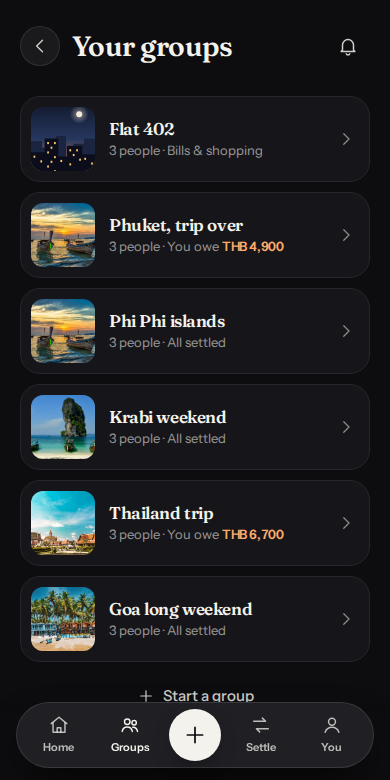 Your groups
Flat 402
3 people · Bills & shopping
Phuket, trip over
3 people · You owe THB 4,900
Phi Phi islands
3 people · All settled
Krabi weekend
3 people · All settled
Thailand trip
3 people · You owe THB 6,700
Goa long weekend
3 people · All settled
Start a group
Home
Groups
Settle
You